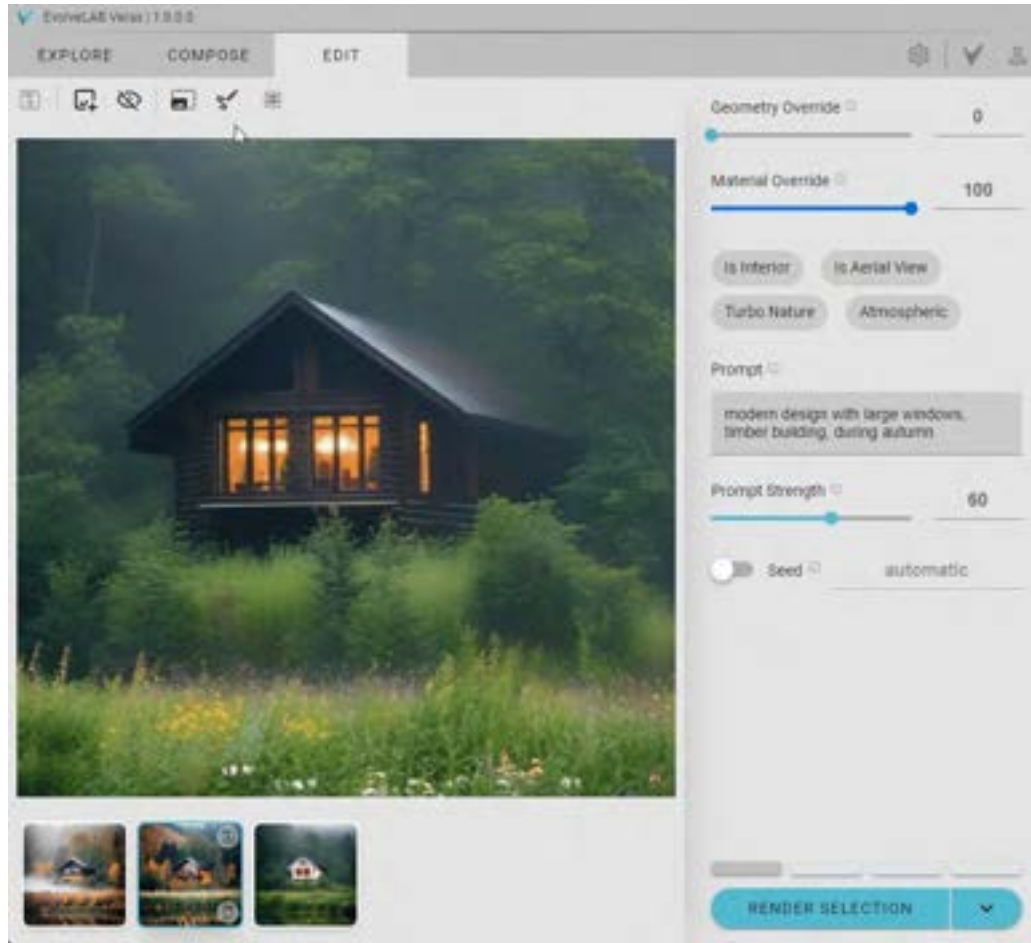 EvolveLAB Veras | 1.9.0.0
EXPLORE COMPOSE EDIT
Geometry Override 0
Material Override 100
Is Interior Is Aerial View
Turbo Nature Atmospheric
Prompt
modern design with large windows,
timber building, during autumn
Prompt Strength 60
Seed automatic
RENDER SELECTION